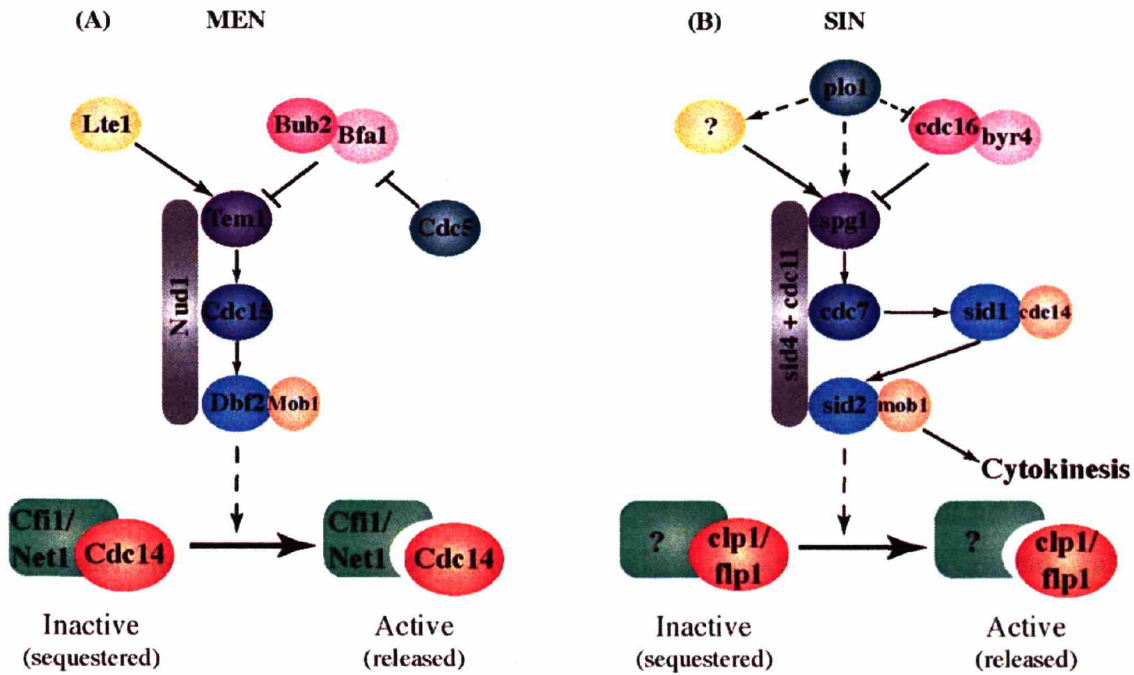 (A) MEN
Lte1
Bub2
Bfa1
Tem1
Cdc5
Nud1
Cdc15
Dbf2
Mob1
Cfi1/
Net1
Cdc14
Cfi1/
Net1
Cdc14
Inactive
(sequestered)
Active
(released)
(B) SIN
plo1
?
cdc16
byr4
spg1
sid4 + cdc11
cdc7
sid1
cdc14
sid2
mob1
Cytokinesis
?
clp1/
flp1
?
clp1/
flp1
Inactive
(sequestered)
Active
(released)